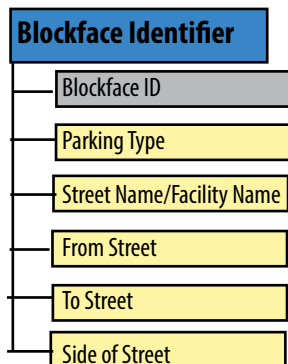 Blockface Identifier
Blockface ID
Parking Type
Street Name/Facility Name
From Street
To Street
Side of Street